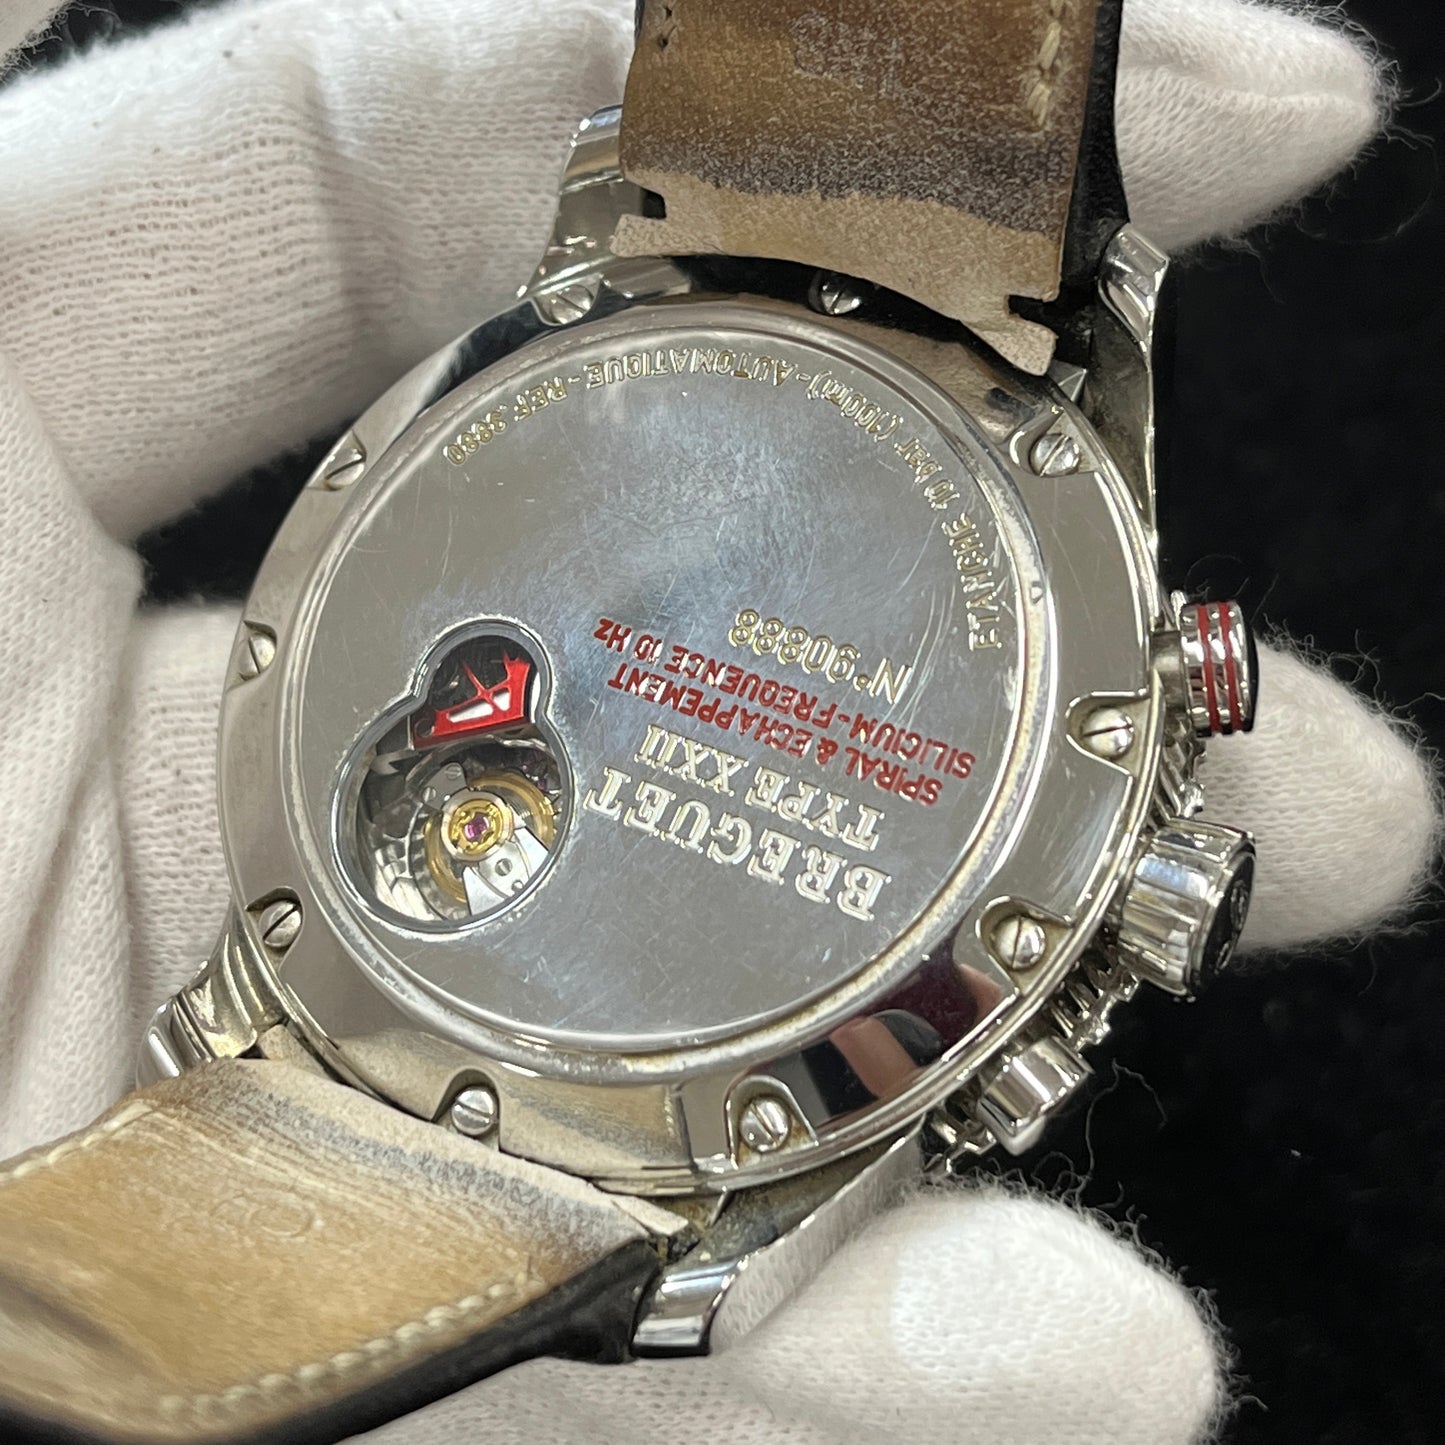 BREGUET
TYPE XXII
SPIRAL & ECHAPPEMENT
SILICIUM - FREQUENCE 10 Hz
N° 90888
ETANCHE 10 bar (100m) - AUTOMATIQUE - REF.3880